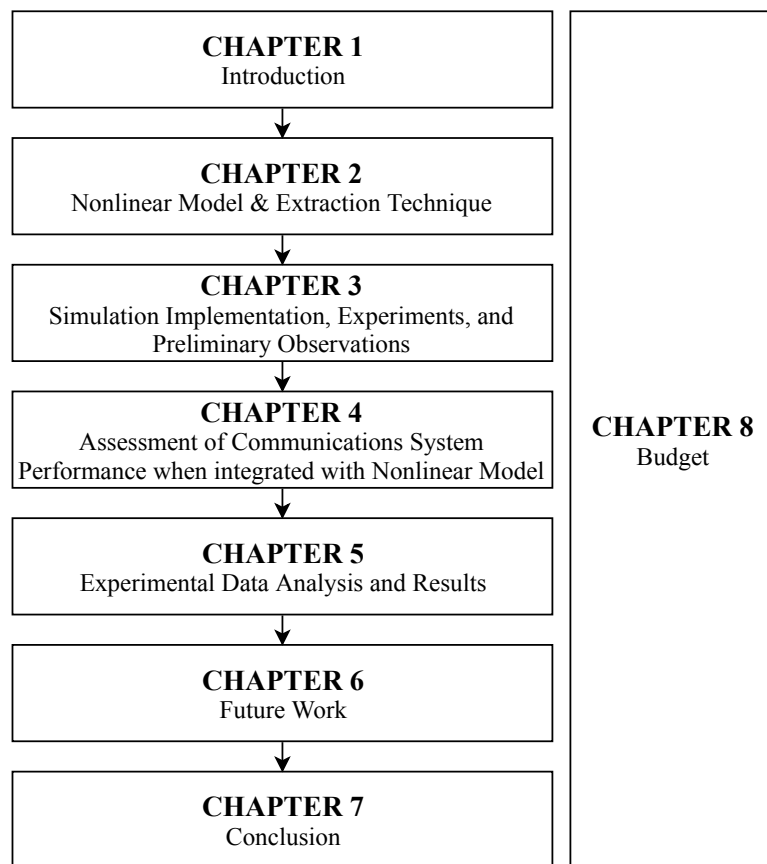 CHAPTER 1
Introduction
CHAPTER 2
Nonlinear Model & Extraction Technique
CHAPTER 3
Simulation Implementation, Experiments, and
Preliminary Observations
CHAPTER 4
Assessment of Communications System
Performance when integrated with Nonlinear Model
CHAPTER 5
Experimental Data Analysis and Results
CHAPTER 6
Future Work
CHAPTER 7
Conclusion
CHAPTER 8
Budget